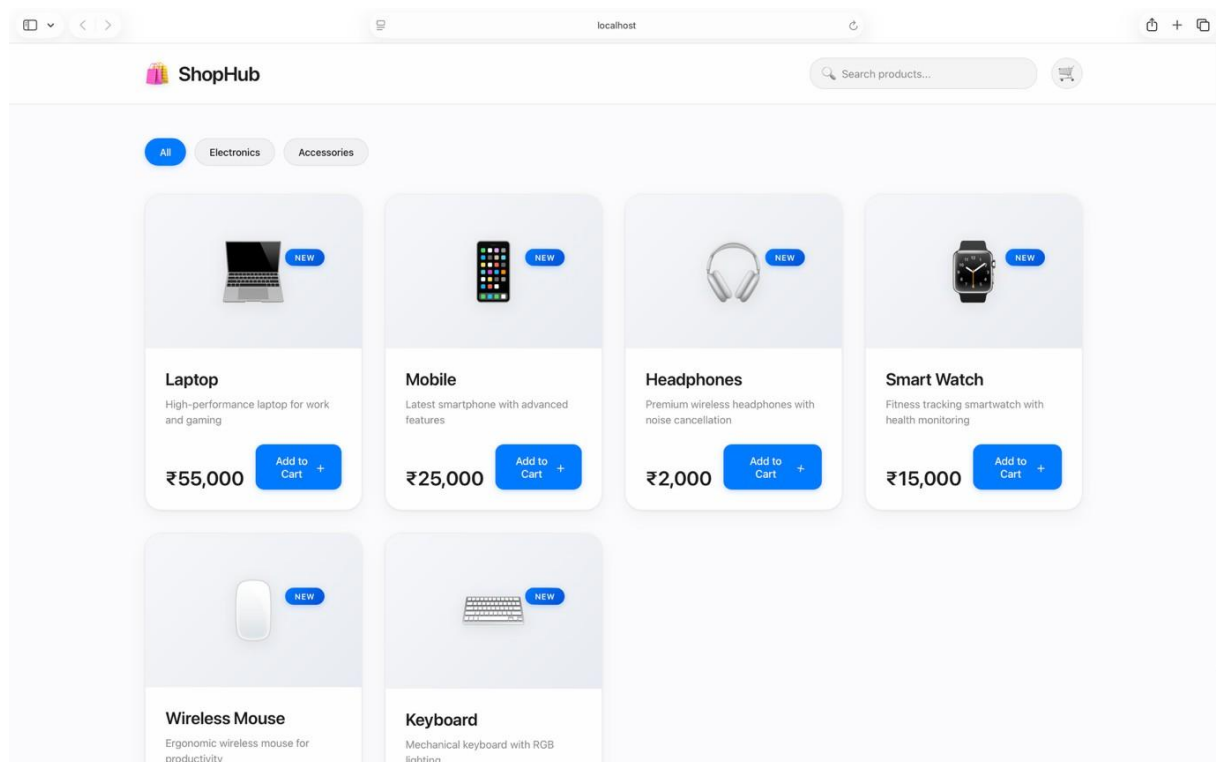 localhost
ShopHub
Search products...
All
Electronics
Accessories
NEW
NEW
NEW
NEW
Laptop
High-performance laptop for work
and gaming
₹55,000
Add to
Cart +
Mobile
Latest smartphone with advanced
features
₹25,000
Add to
Cart +
Headphones
Premium wireless headphones with
noise cancellation
₹2,000
Add to
Cart +
Smart Watch
Fitness tracking smartwatch with
health monitoring
₹15,000
Add to
Cart +
NEW
NEW
Wireless Mouse
Ergonomic wireless mouse for
productivity
Keyboard
Mechanical keyboard with RGB
lighting